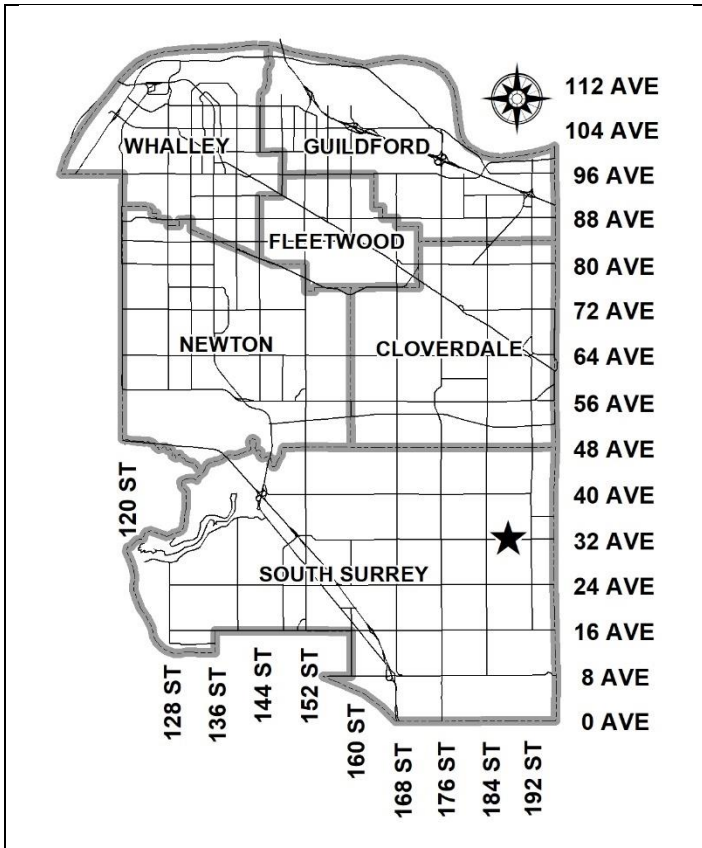 112 AVE
104 AVE
WHALLEY
GUILDFORD
96 AVE
88 AVE
FLEETWOOD
80 AVE
72 AVE
NEWTON
CLOVERDALE
64 AVE
56 AVE
48 AVE
120 ST
40 AVE
32 AVE
SOUTH SURREY
24 AVE
16 AVE
8 AVE
0 AVE
128 ST
136 ST
144 ST
152 ST
160 ST
168 ST
176 ST
184 ST
192 ST